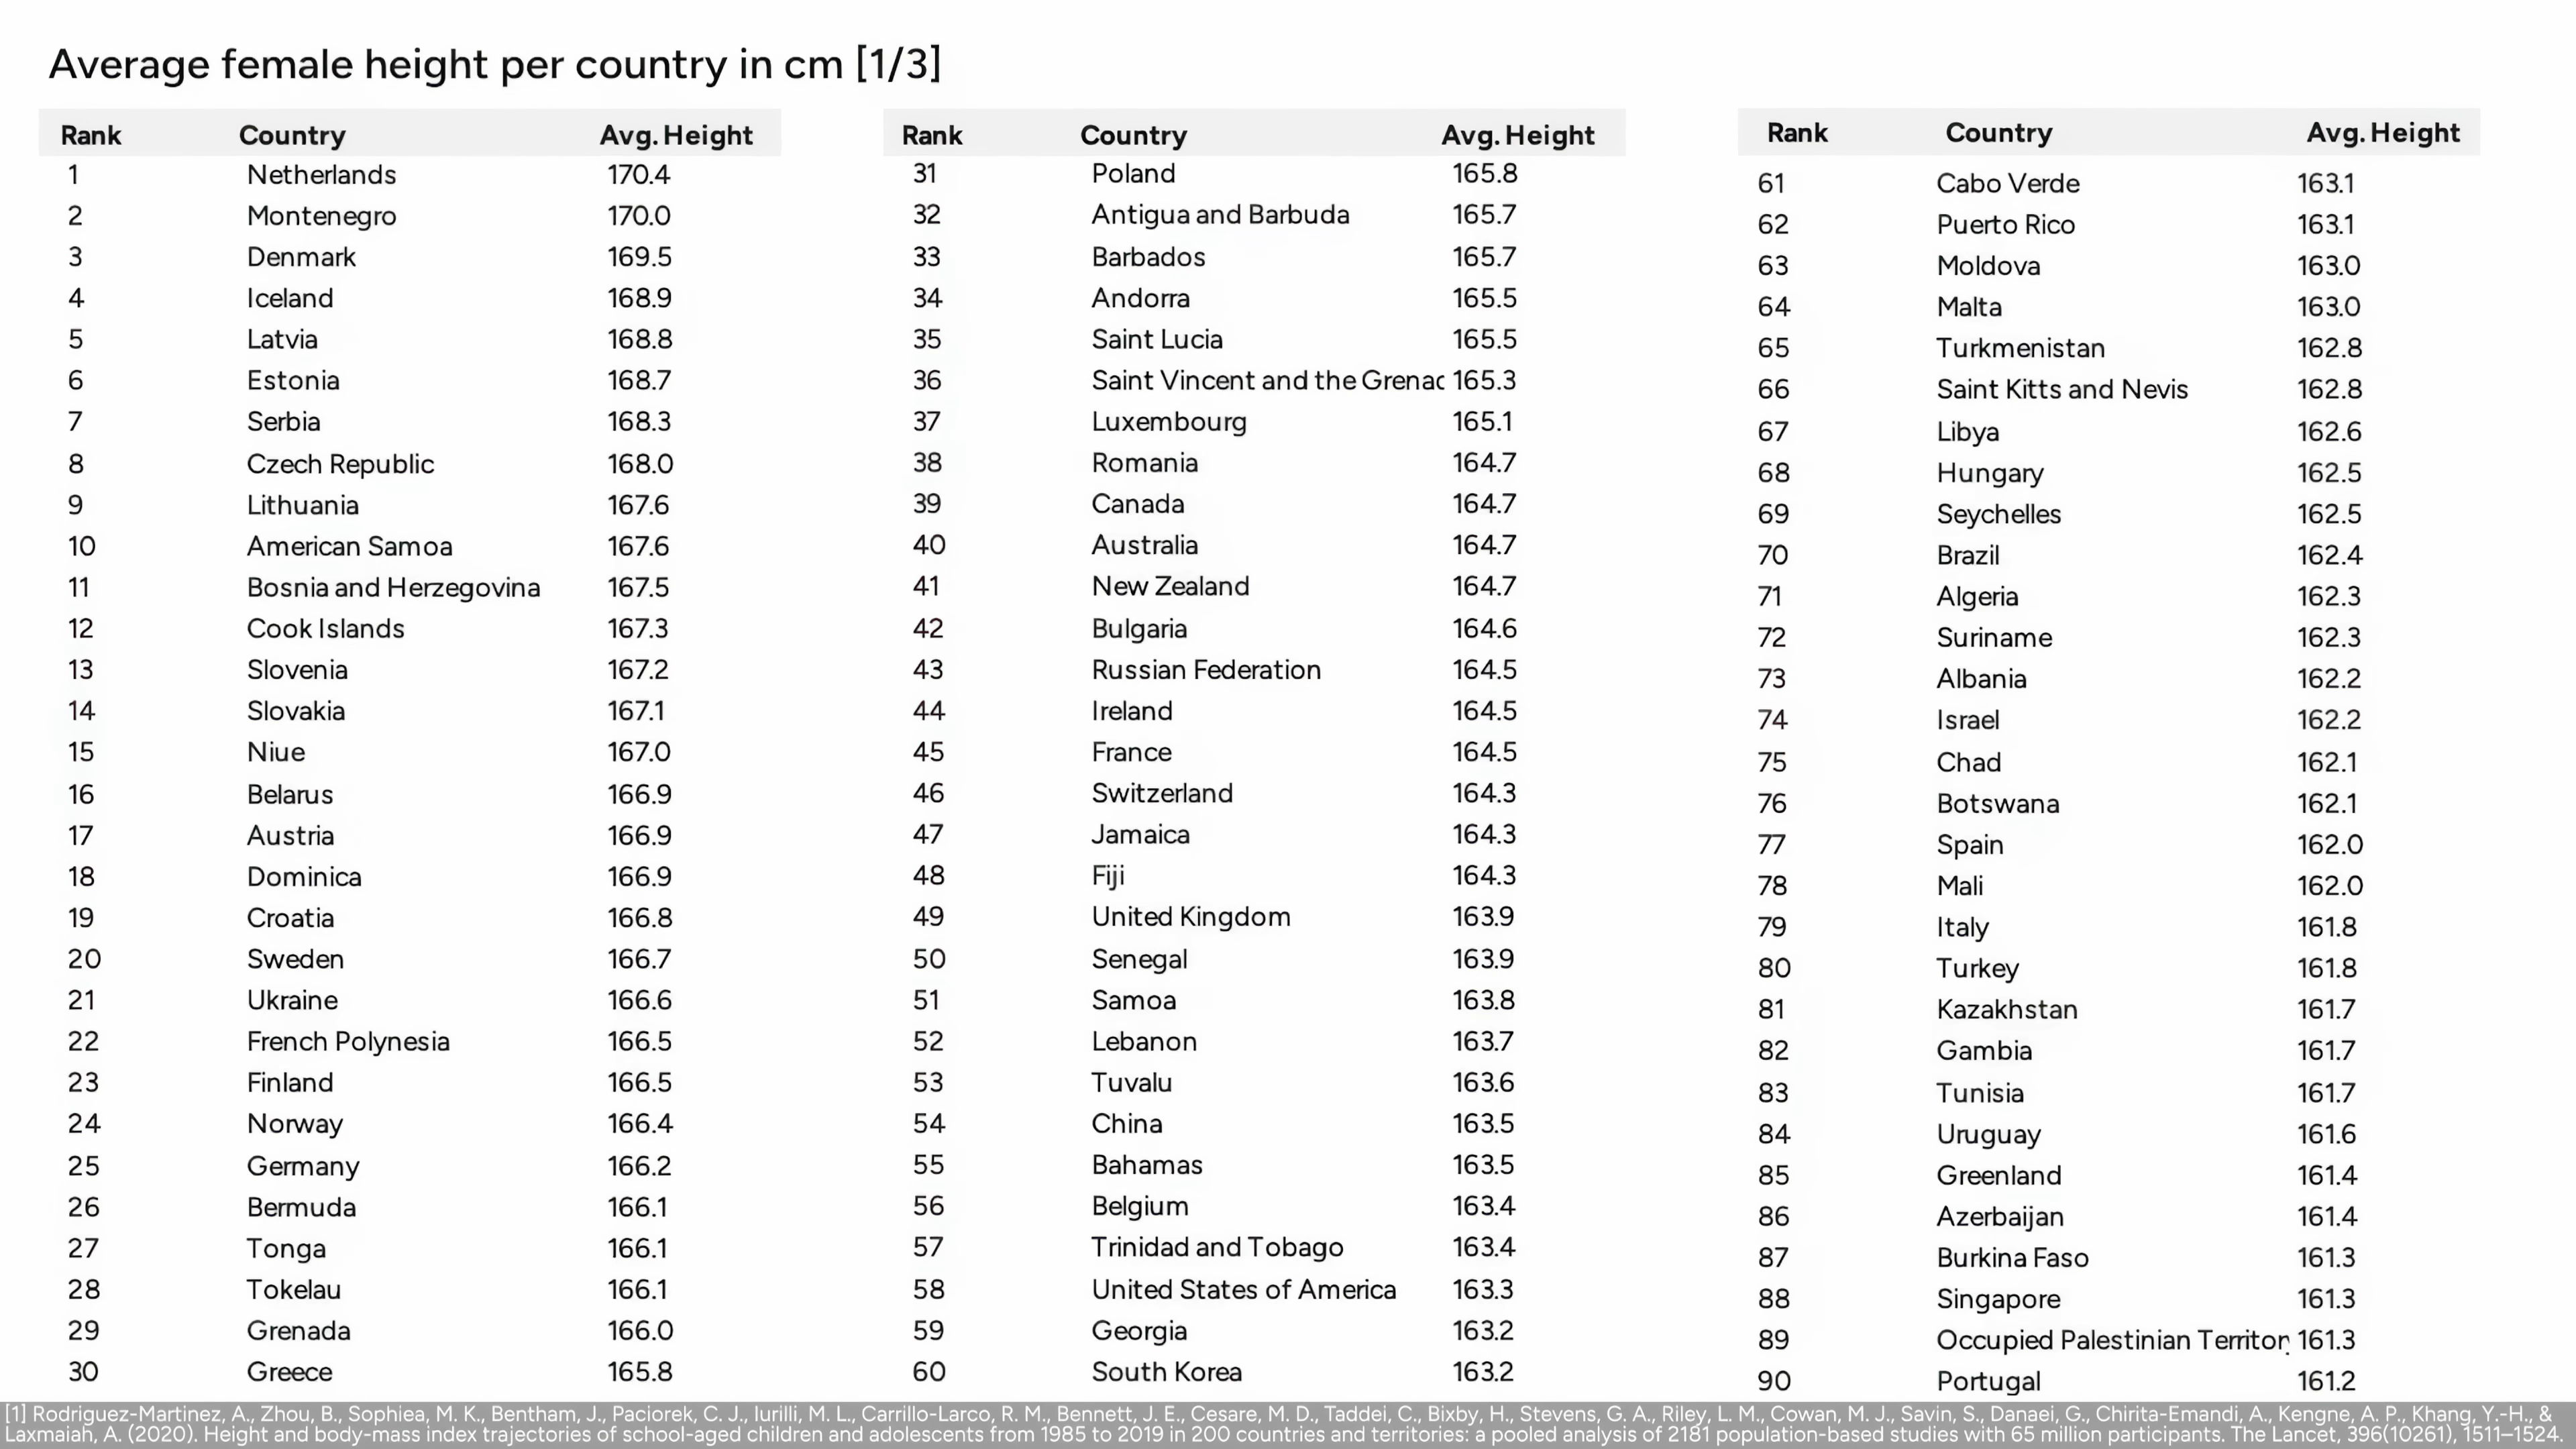 Average female height per country in cm [1/3]
Rank Country Avg. Height
1 Netherlands 170.4
2 Montenegro 170.0
3 Denmark 169.5
4 Iceland 168.9
5 Latvia 168.8
6 Estonia 168.7
7 Serbia 168.3
8 Czech Republic 168.0
9 Lithuania 167.6
10 American Samoa 167.6
11 Bosnia and Herzegovina 167.5
12 Cook Islands 167.3
13 Slovenia 167.2
14 Slovakia 167.1
15 Niue 167.0
16 Belarus 166.9
17 Austria 166.9
18 Dominica 166.9
19 Croatia 166.8
20 Sweden 166.7
21 Ukraine 166.6
22 French Polynesia 166.5
23 Finland 166.5
24 Norway 166.4
25 Germany 166.2
26 Bermuda 166.1
27 Tonga 166.1
28 Tokelau 166.1
29 Grenada 166.0
30 Greece 165.8
Rank Country Avg. Height
31 Poland 165.8
32 Antigua and Barbuda 165.7
33 Barbados 165.7
34 Andorra 165.5
35 Saint Lucia 165.5
36 Saint Vincent and the Grenad 165.3
37 Luxembourg 165.1
38 Romania 164.7
39 Canada 164.7
40 Australia 164.7
41 New Zealand 164.7
42 Bulgaria 164.6
43 Russian Federation 164.5
44 Ireland 164.5
45 France 164.5
46 Switzerland 164.3
47 Jamaica 164.3
48 Fiji 164.3
49 United Kingdom 163.9
50 Senegal 163.9
51 Samoa 163.8
52 Lebanon 163.7
53 Tuvalu 163.6
54 China 163.5
55 Bahamas 163.5
56 Belgium 163.4
57 Trinidad and Tobago 163.4
58 United States of America 163.3
59 Georgia 163.2
60 South Korea 163.2
Rank Country Avg. Height
61 Cabo Verde 163.1
62 Puerto Rico 163.1
63 Moldova 163.0
64 Malta 163.0
65 Turkmenistan 162.8
66 Saint Kitts and Nevis 162.8
67 Libya 162.6
68 Hungary 162.5
69 Seychelles 162.5
70 Brazil 162.4
71 Algeria 162.3
72 Suriname 162.3
73 Albania 162.2
74 Israel 162.2
75 Chad 162.1
76 Botswana 162.1
77 Spain 162.0
78 Mali 162.0
79 Italy 161.8
80 Turkey 161.8
81 Kazakhstan 161.7
82 Gambia 161.7
83 Tunisia 161.7
84 Uruguay 161.6
85 Greenland 161.4
86 Azerbaijan 161.4
87 Burkina Faso 161.3
88 Singapore 161.3
89 Occupied Palestinian Territory 161.3
90 Portugal 161.2
[1] Rodriguez-Martinez, A., Zhou, B., Sophiea, M. K., Bentham, J., Paciorek, C. J., Iurilli, M. L., Carrillo-Larco, R. M., Bennett, J. E., Cesare, M. D., Taddei, C., Bixby, H., Stevens, G. A., Riley, L. M., Cowan, M. J., Savin, S., Danaei, G., Chirita-Emandi, A., Kengne, A. P., Khang, Y.-H., &
Laxmaiah, A. (2020). Height and body-mass index trajectories of school-aged children and adolescents from 1985 to 2019 in 200 countries and territories: a pooled analysis of 2181 population-based studies with 65 million participants. The Lancet, 396(10261), 1511–1524.